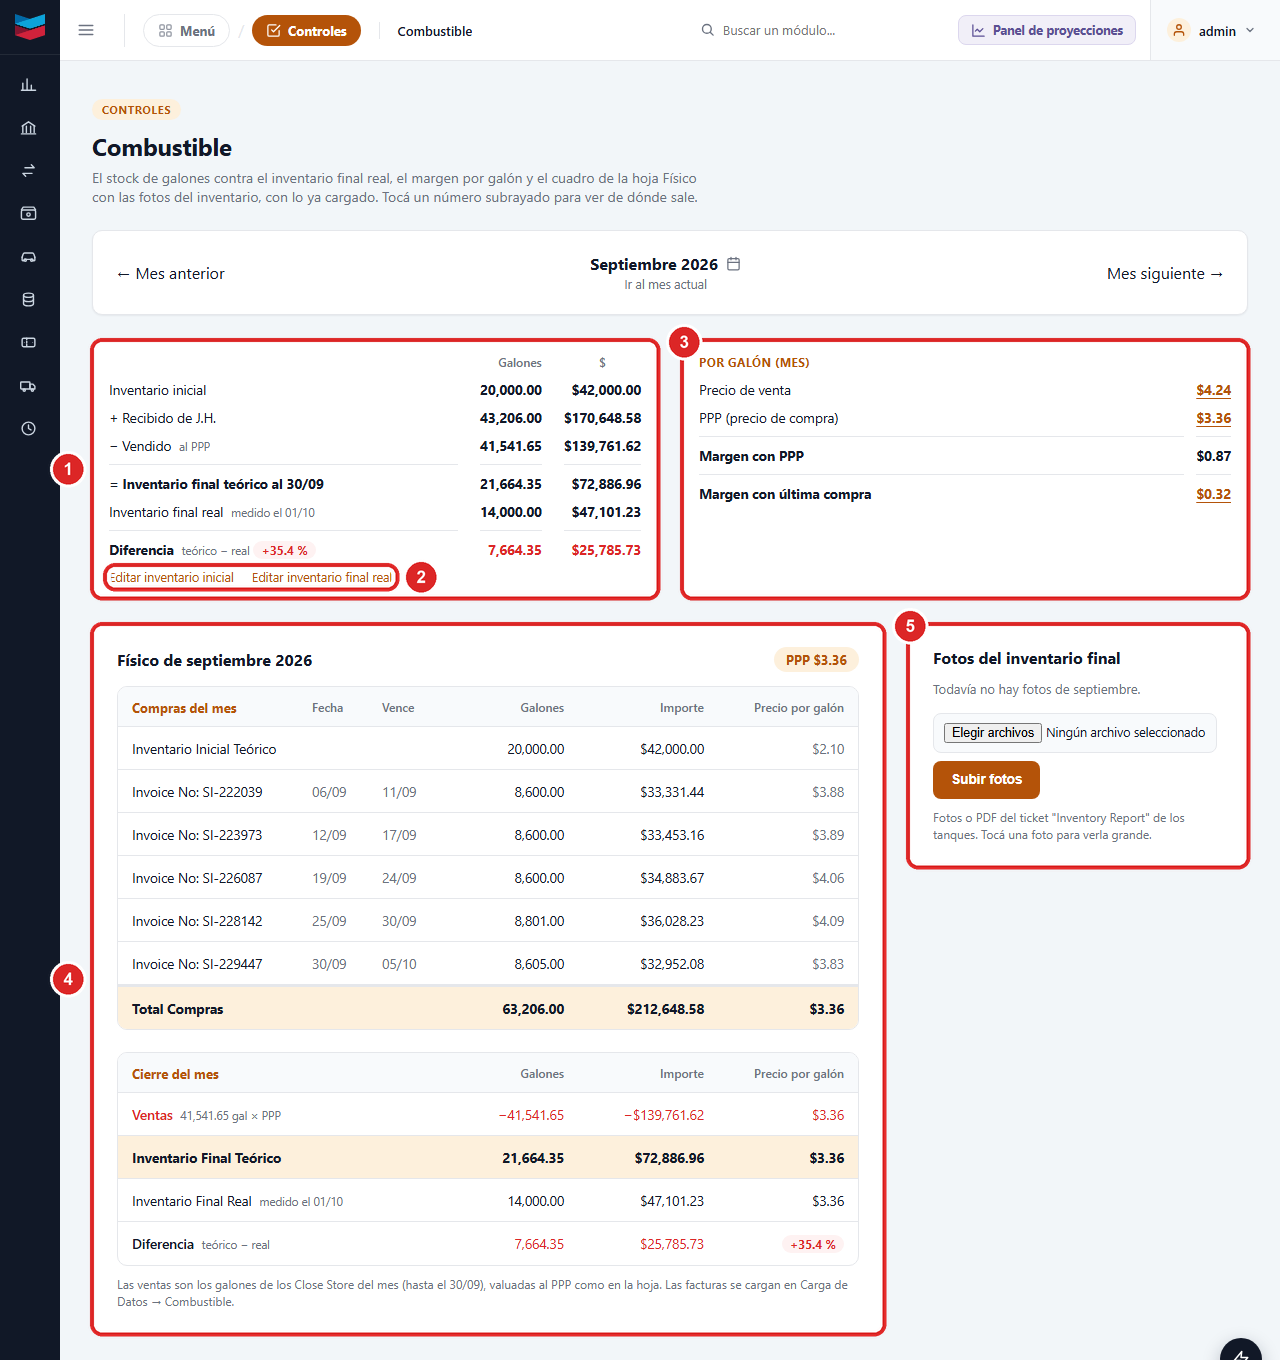 Menú / Controles Combustible Buscar un módulo... Panel de proyecciones admin
CONTROLES
Combustible
El stock de galones contra el inventario final real, el margen por galón y el cuadro de la hoja Físico
con las fotos del inventario, con lo ya cargado. Tocá un número subrayado para ver de dónde sale.
← Mes anterior
Septiembre 2026
Ir al mes actual
Mes siguiente →
1
Galones $
Inventario inicial 20,000.00 $42,000.00
+ Recibido de J.H. 43,206.00 $170,648.58
− Vendido al PPP 41,541.65 $139,761.62
= Inventario final teórico al 30/09 21,664.35 $72,886.96
Inventario final real medido el 01/10 14,000.00 $47,101.23
Diferencia teórico − real +35.4 % 7,664.35 $25,785.73
Editar inventario inicial Editar inventario final real 2
3
POR GALÓN (MES)
Precio de venta $4.24
PPP (precio de compra) $3.36
Margen con PPP $0.87
Margen con última compra $0.32
4
Físico de septiembre 2026 PPP $3.36
Compras del mes Fecha Vence Galones Importe Precio por galón
Inventario Inicial Teórico 20,000.00 $42,000.00 $2.10
Invoice No: SI-222039 06/09 11/09 8,600.00 $33,331.44 $3.88
Invoice No: SI-223973 12/09 17/09 8,600.00 $33,453.16 $3.89
Invoice No: SI-226087 19/09 24/09 8,600.00 $34,883.67 $4.06
Invoice No: SI-228142 25/09 30/09 8,801.00 $36,028.23 $4.09
Invoice No: SI-229447 30/09 05/10 8,605.00 $32,952.08 $3.83
Total Compras 63,206.00 $212,648.58 $3.36
Cierre del mes Galones Importe Precio por galón
Ventas 41,541.65 gal × PPP −41,541.65 −$139,761.62 $3.36
Inventario Final Teórico 21,664.35 $72,886.96 $3.36
Inventario Final Real medido el 01/10 14,000.00 $47,101.23 $3.36
Diferencia teórico − real 7,664.35 $25,785.73 +35.4 %
Las ventas son los galones de los Close Store del mes (hasta el 30/09), valuadas al PPP como en la hoja. Las facturas se cargan en Carga de
Datos → Combustible.
5
Fotos del inventario final
Todavía no hay fotos de septiembre.
Elegir archivos Ningún archivo seleccionado
Subir fotos
Fotos o PDF del ticket "Inventory Report" de los
tanques. Tocá una foto para verla grande.